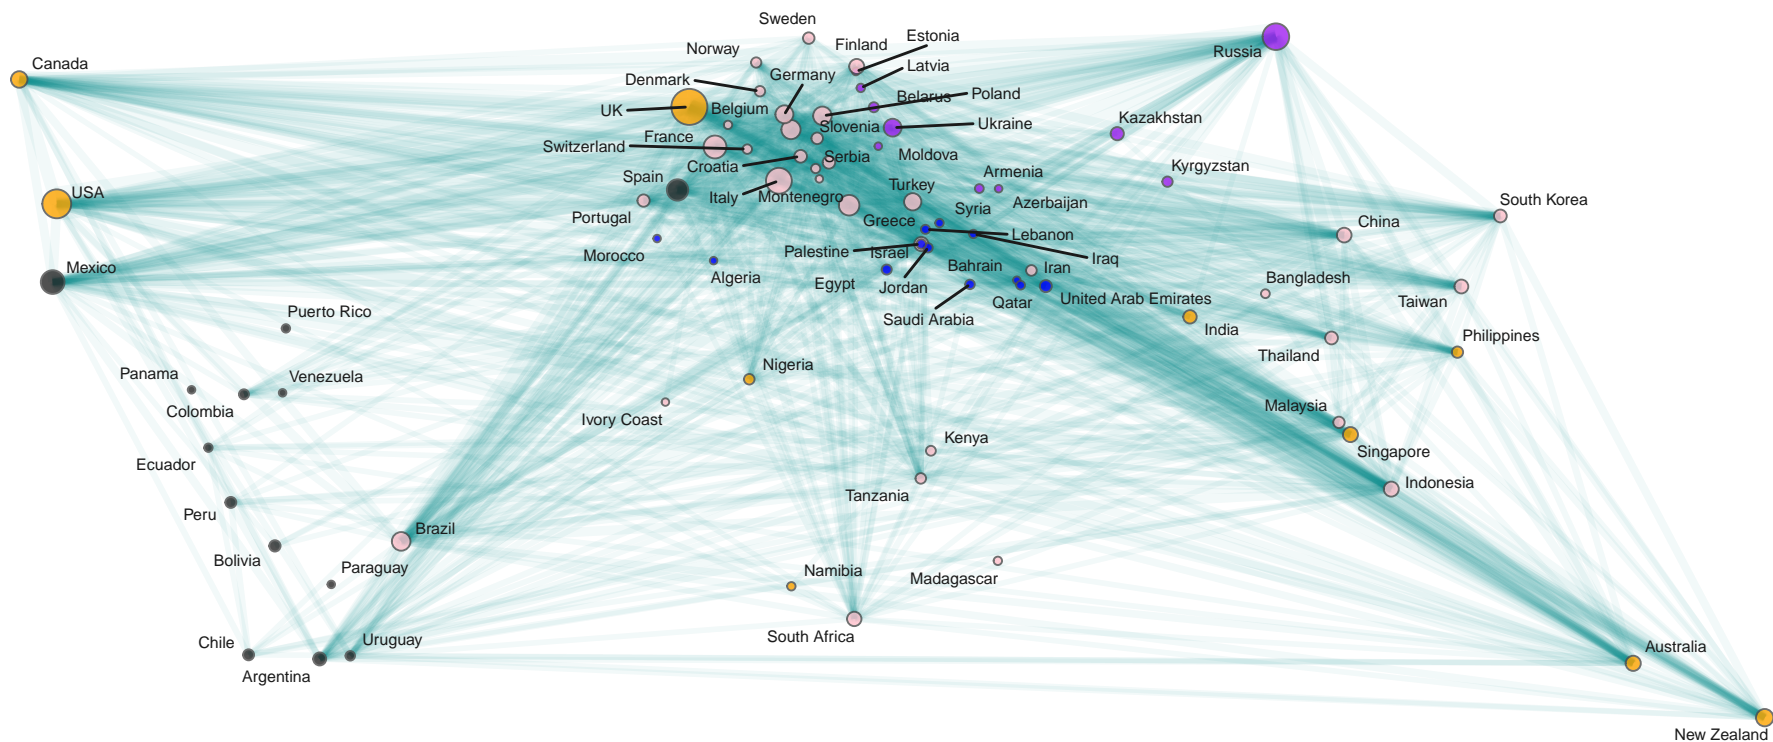 Sweden
Canada
Norway
Finland
Estonia
Russia
Denmark
Germany
Latvia
UK
Belgium
Belarus
Poland
Switzerland
France
Slovenia
Ukraine
Kazakhstan
Croatia
Serbia
Moldova
Kyrgyzstan
USA
Spain
Italy
Montenegro
Turkey
Armenia
Azerbaijan
South Korea
Portugal
Greece
Syria
Lebanon
China
Mexico
Morocco
Algeria
Palestine
Israel
Iraq
Egypt
Jordan
Bahrain
Iran
Bangladesh
Taiwan
Puerto Rico
Saudi Arabia
Qatar
United Arab Emirates
India
Thailand
Philippines
Panama
Venezuela
Colombia
Nigeria
Ivory Coast
Malaysia
Singapore
Ecuador
Kenya
Tanzania
Indonesia
Peru
Brazil
Bolivia
Paraguay
Namibia
Madagascar
Chile
Uruguay
Argentina
South Africa
Australia
New Zealand